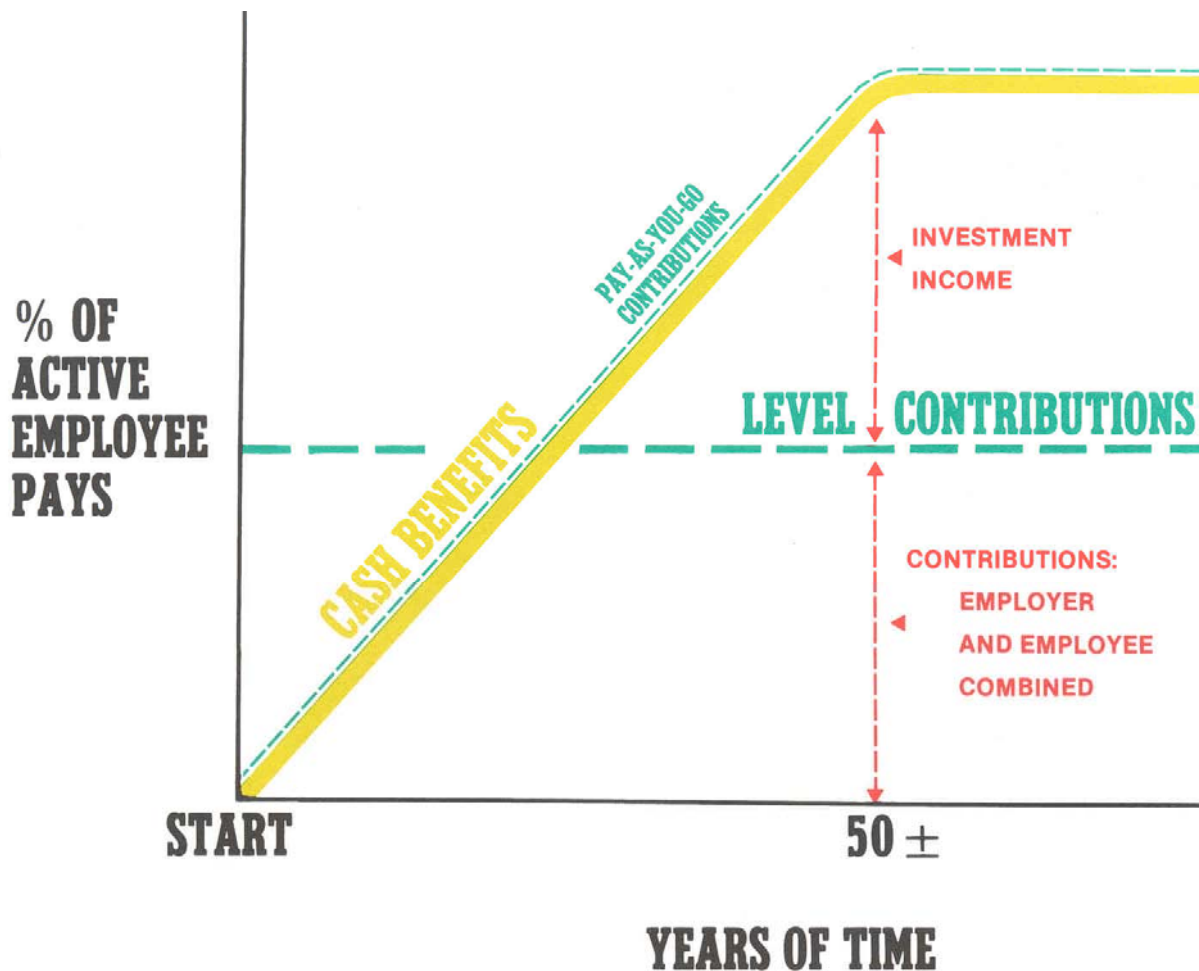 PAY-AS-YOU-GO
CONTRIBUTIONS
INVESTMENT
INCOME
% OF
ACTIVE
EMPLOYEE
PAYS
CASH BENEFITS
LEVEL CONTRIBUTIONS
CONTRIBUTIONS:
EMPLOYER
AND EMPLOYEE
COMBINED
START
50 ±
YEARS OF TIME